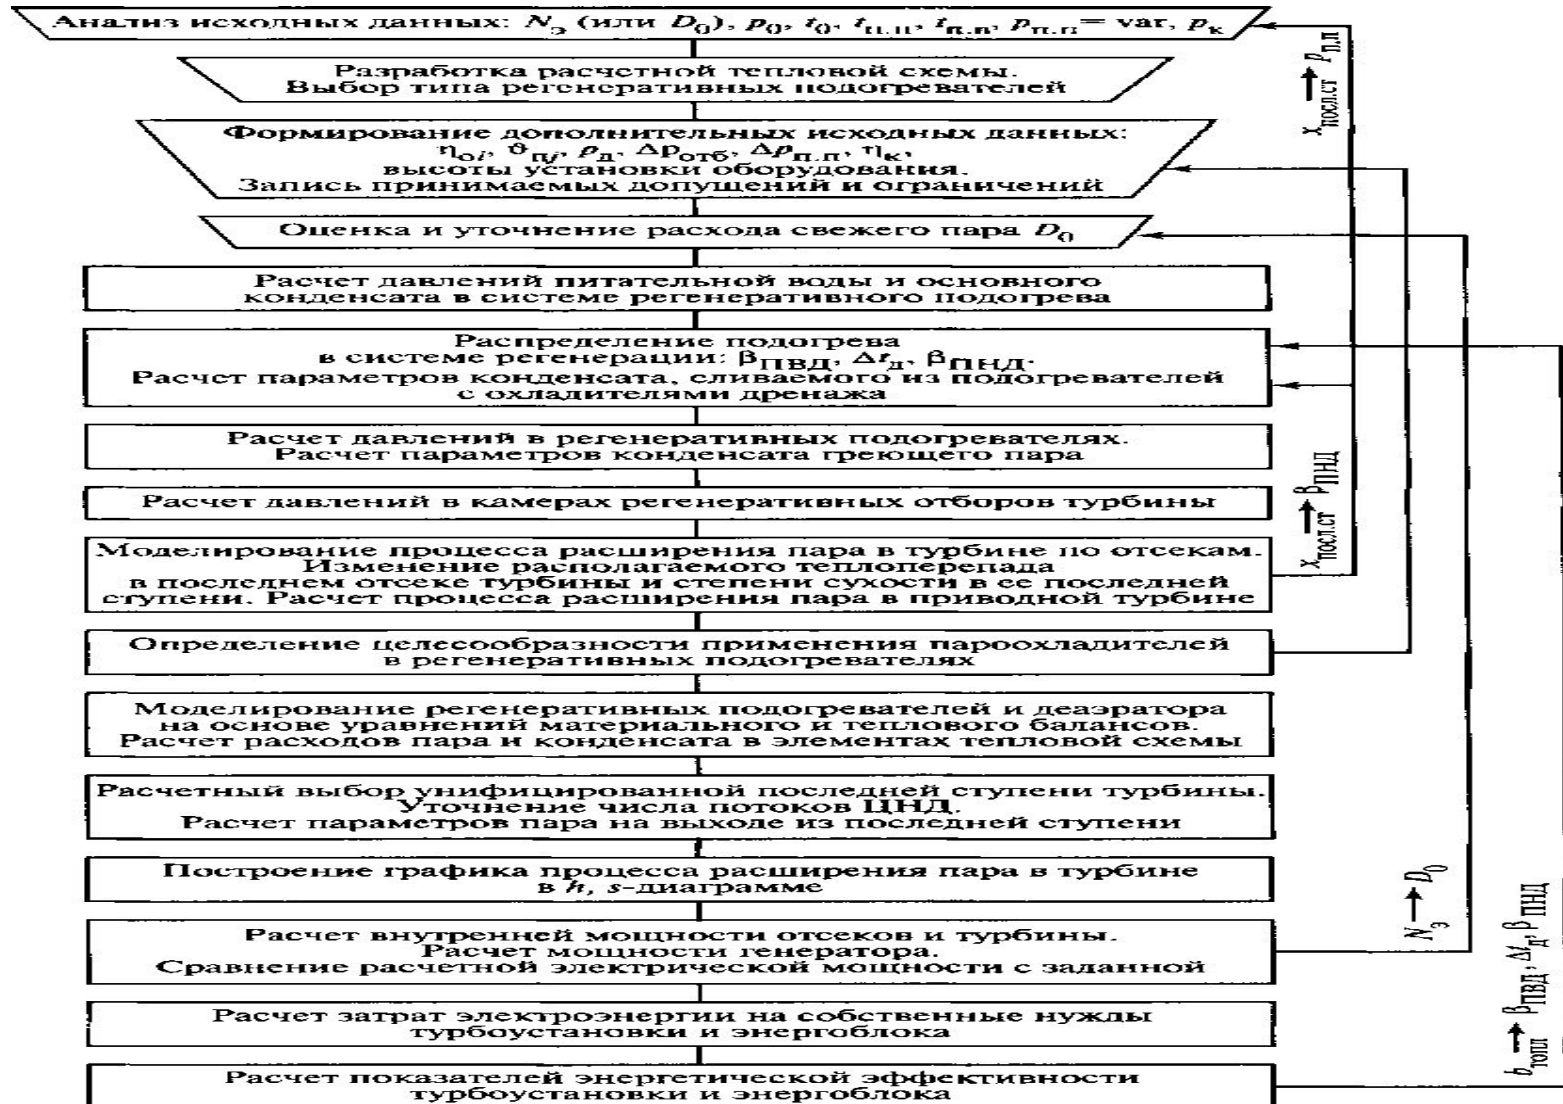 Анализ исходных данных: Nэ (или D0), p0, t0, tп.п, tп.в, pп.п = var, pк
Разработка расчетной тепловой схемы.
Выбор типа регенеративных подогревателей
Формирование дополнительных исходных данных:
ηoi, ϑпj, pд, Δpотб, Δpп.п, ηк,
высоты установки оборудования.
Запись принимаемых допущений и ограничений
Оценка и уточнение расхода свежего пара D0
Расчет давлений питательной воды и основного
конденсата в системе регенеративного подогрева
Распределение подогрева
в системе регенерации: βПВД, Δtд, βПНД.
Расчет параметров конденсата, сливаемого из подогревателей
с охладителями дренажа
Расчет давлений в регенеративных подогревателях.
Расчет параметров конденсата греющего пара
Расчет давлений в камерах регенеративных отборов турбины
Моделирование процесса расширения пара в турбине по отсекам.
Изменение располагаемого теплоперепада
в последнем отсеке турбины и степени сухости в ее последней
ступени. Расчет процесса расширения пара в приводной турбине
Определение целесообразности применения пароохладителей
в регенеративных подогревателях
Моделирование регенеративных подогревателей и деаэратора
на основе уравнений материального и теплового балансов.
Расчет расходов пара и конденсата в элементах тепловой схемы
Расчетный выбор унифицированной последней ступени турбины.
Уточнение числа потоков ЦНД.
Расчет параметров пара на выходе из последней ступени
Построение графика процесса расширения пара в турбине
в h, s-диаграмме
Расчет внутренней мощности отсеков и турбины.
Расчет мощности генератора.
Сравнение расчетной электрической мощности с заданной
Расчет затрат электроэнергии на собственные нужды
турбоустановки и энергоблока
Расчет показателей энергетической эффективности
турбоустановки и энергоблока
xпосл.ст → pп.п
xпосл.ст → βПНД
Nэ → D0
bтопл → βПВД, Δtд, βПНД